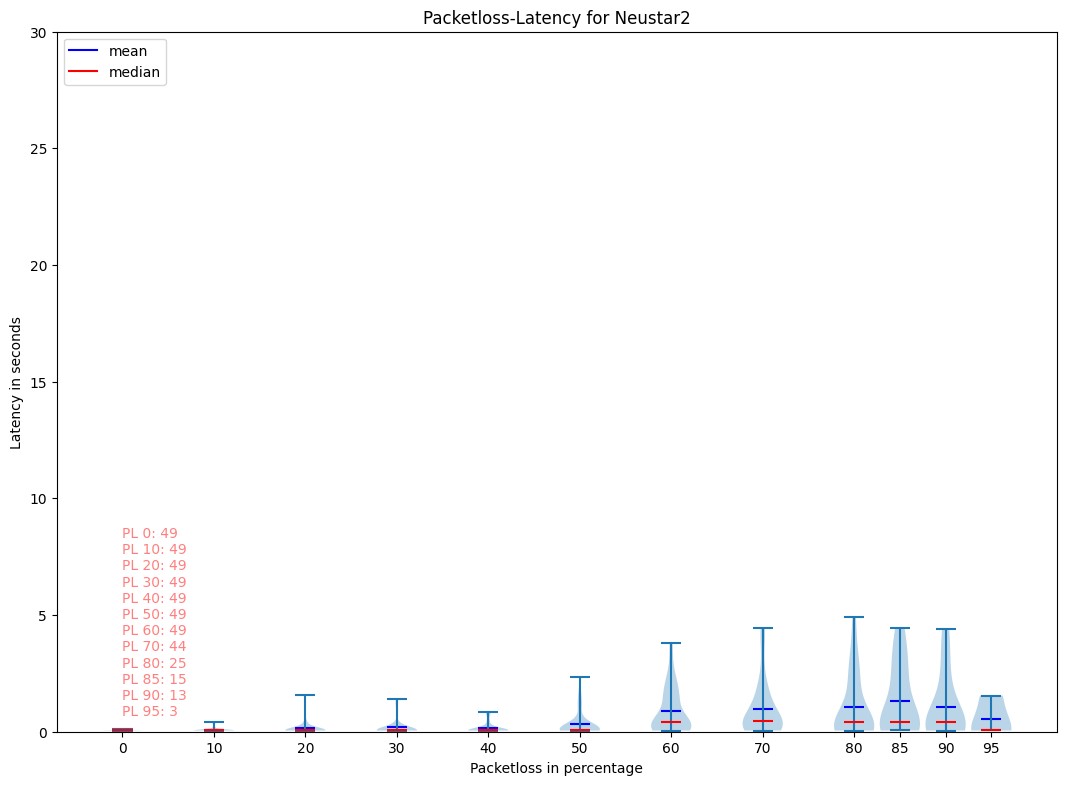 Packetloss-Latency for Neustar2
30
25
20
15
10
5
0
mean
median
Latency in seconds
PL 0: 49
PL 10: 49
PL 20: 49
PL 30: 49
PL 40: 49
PL 50: 49
PL 60: 49
PL 70: 44
PL 80: 25
PL 85: 15
PL 90: 13
PL 95: 3
0 10 20 30 40 50 60 70 80 85 90 95
Packetloss in percentage